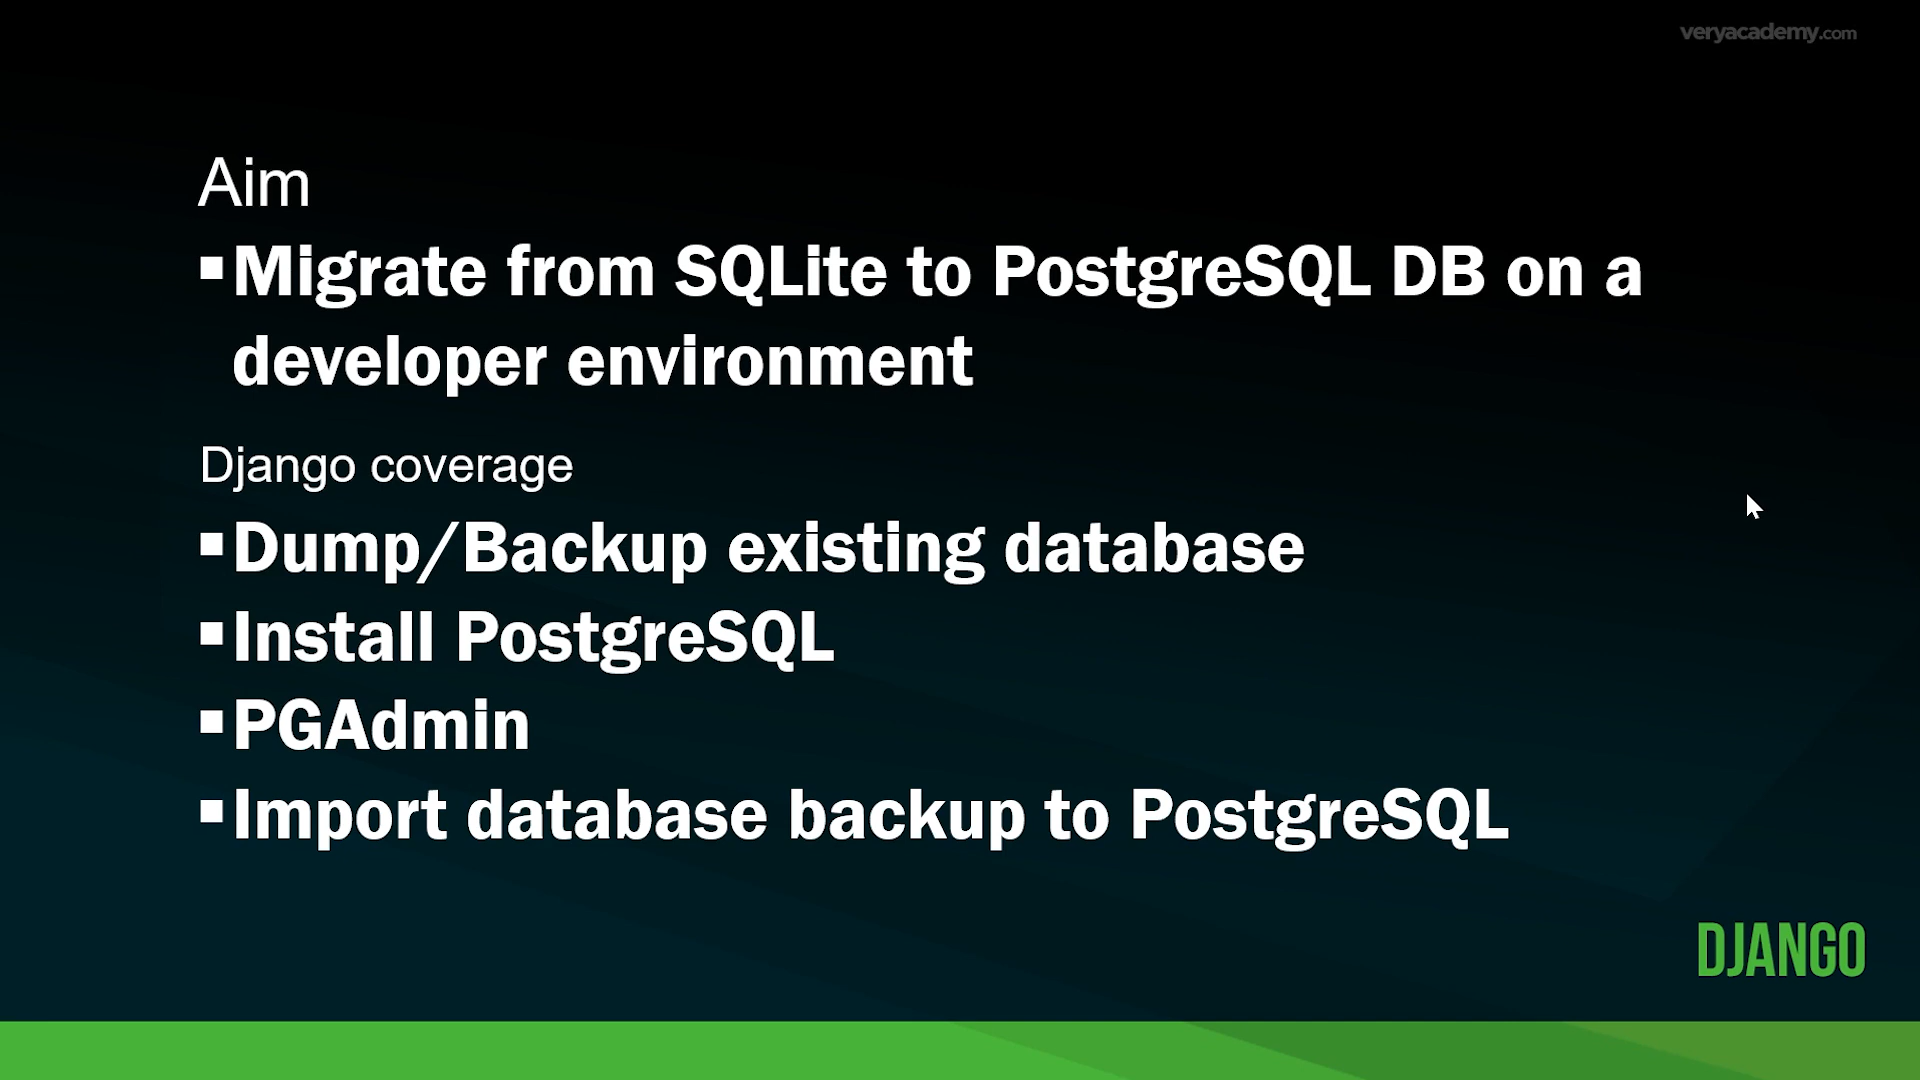 veryacademy.com
Aim
▪Migrate from SQLite to PostgreSQL DB on a
developer environment
Django coverage
▪Dump/Backup existing database
▪Install PostgreSQL
▪PGAdmin
▪Import database backup to PostgreSQL
DJANGO